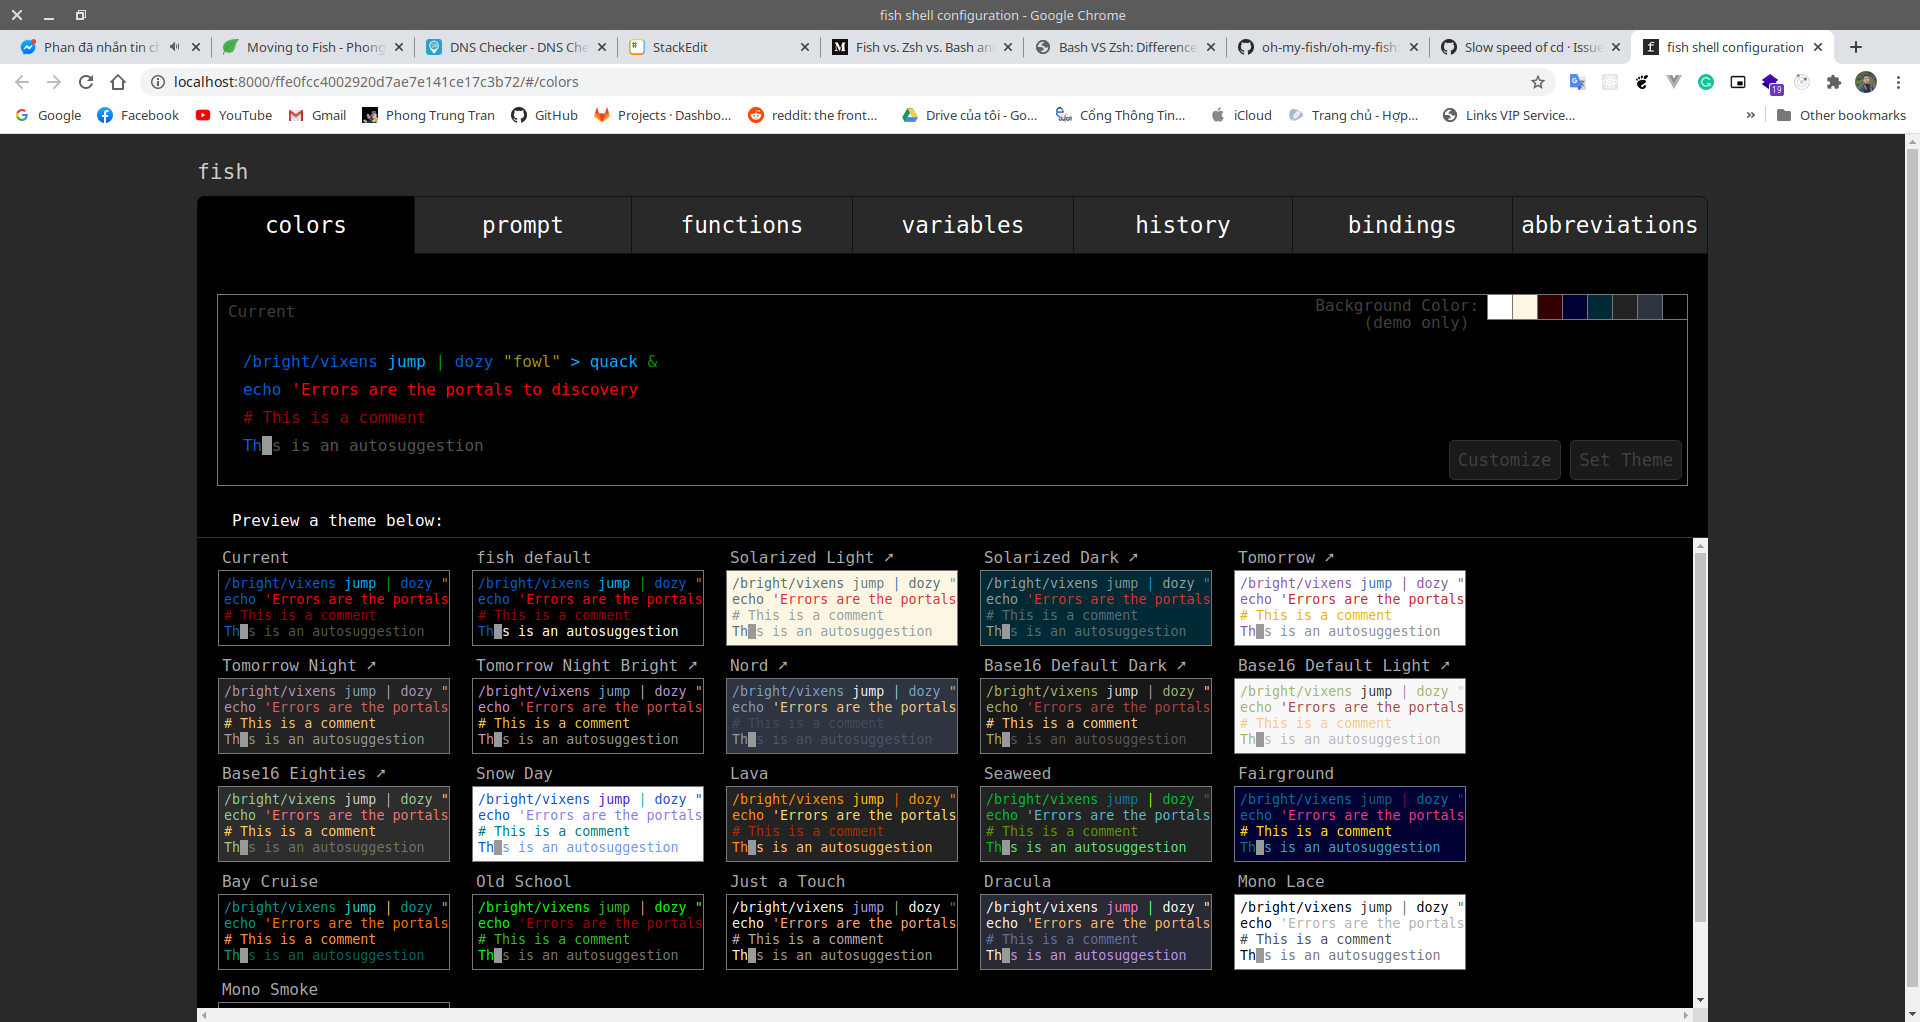 fish shell configuration - Google Chrome
Phan đã nhắn tin ch
Moving to Fish - Phong
DNS Checker - DNS Che
StackEdit
Fish vs. Zsh vs. Bash an
Bash VS Zsh: Difference
oh-my-fish/oh-my-fish
Slow speed of cd · Issue
fish shell configuration
localhost:8000/ffe0fcc4002920d7ae7e141ce17c3b72/#/colors
19
Google
Facebook
YouTube
Gmail
Phong Trung Tran
GitHub
Projects · Dashbo...
reddit: the front...
Drive của tôi - Go...
Cổng Thông Tin...
iCloud
Trang chủ - Hợp...
Links VIP Service...
»
Other bookmarks
fish
colors
prompt
functions
variables
history
bindings
abbreviations
Current
Background Color:
(demo only)
/bright/vixens jump | dozy "fowl" > quack &
echo 'Errors are the portals to discovery
# This is a comment
Th s is an autosuggestion
Customize
Set Theme
Preview a theme below:
Current
/bright/vixens jump | dozy "
echo 'Errors are the portals
# This is a comment
Th s is an autosuggestion
fish default
/bright/vixens jump | dozy "
echo 'Errors are the portals
# This is a comment
Th s is an autosuggestion
Solarized Light ↗
/bright/vixens jump | dozy "
echo 'Errors are the portals
# This is a comment
Th s is an autosuggestion
Solarized Dark ↗
/bright/vixens jump | dozy "
echo 'Errors are the portals
# This is a comment
Th s is an autosuggestion
Tomorrow ↗
/bright/vixens jump | dozy "
echo 'Errors are the portals
# This is a comment
Th s is an autosuggestion
Tomorrow Night ↗
/bright/vixens jump | dozy "
echo 'Errors are the portals
# This is a comment
Th s is an autosuggestion
Tomorrow Night Bright ↗
/bright/vixens jump | dozy "
echo 'Errors are the portals
# This is a comment
Th s is an autosuggestion
Nord ↗
/bright/vixens jump | dozy "
echo 'Errors are the portals
# This is a comment
Th s is an autosuggestion
Base16 Default Dark ↗
/bright/vixens jump | dozy "
echo 'Errors are the portals
# This is a comment
Th s is an autosuggestion
Base16 Default Light ↗
/bright/vixens jump | dozy "
echo 'Errors are the portals
# This is a comment
Th s is an autosuggestion
Base16 Eighties ↗
/bright/vixens jump | dozy "
echo 'Errors are the portals
# This is a comment
Th s is an autosuggestion
Snow Day
/bright/vixens jump | dozy "
echo 'Errors are the portals
# This is a comment
Th s is an autosuggestion
Lava
/bright/vixens jump | dozy "
echo 'Errors are the portals
# This is a comment
Th s is an autosuggestion
Seaweed
/bright/vixens jump | dozy "
echo 'Errors are the portals
# This is a comment
Th s is an autosuggestion
Fairground
/bright/vixens jump | dozy "
echo 'Errors are the portals
# This is a comment
Th s is an autosuggestion
Bay Cruise
/bright/vixens jump | dozy "
echo 'Errors are the portals
# This is a comment
Th s is an autosuggestion
Old School
/bright/vixens jump | dozy "
echo 'Errors are the portals
# This is a comment
Th s is an autosuggestion
Just a Touch
/bright/vixens jump | dozy "
echo 'Errors are the portals
# This is a comment
Th s is an autosuggestion
Dracula
/bright/vixens jump | dozy "
echo 'Errors are the portals
# This is a comment
Th s is an autosuggestion
Mono Lace
/bright/vixens jump | dozy "
echo 'Errors are the portals
# This is a comment
Th s is an autosuggestion
Mono Smoke